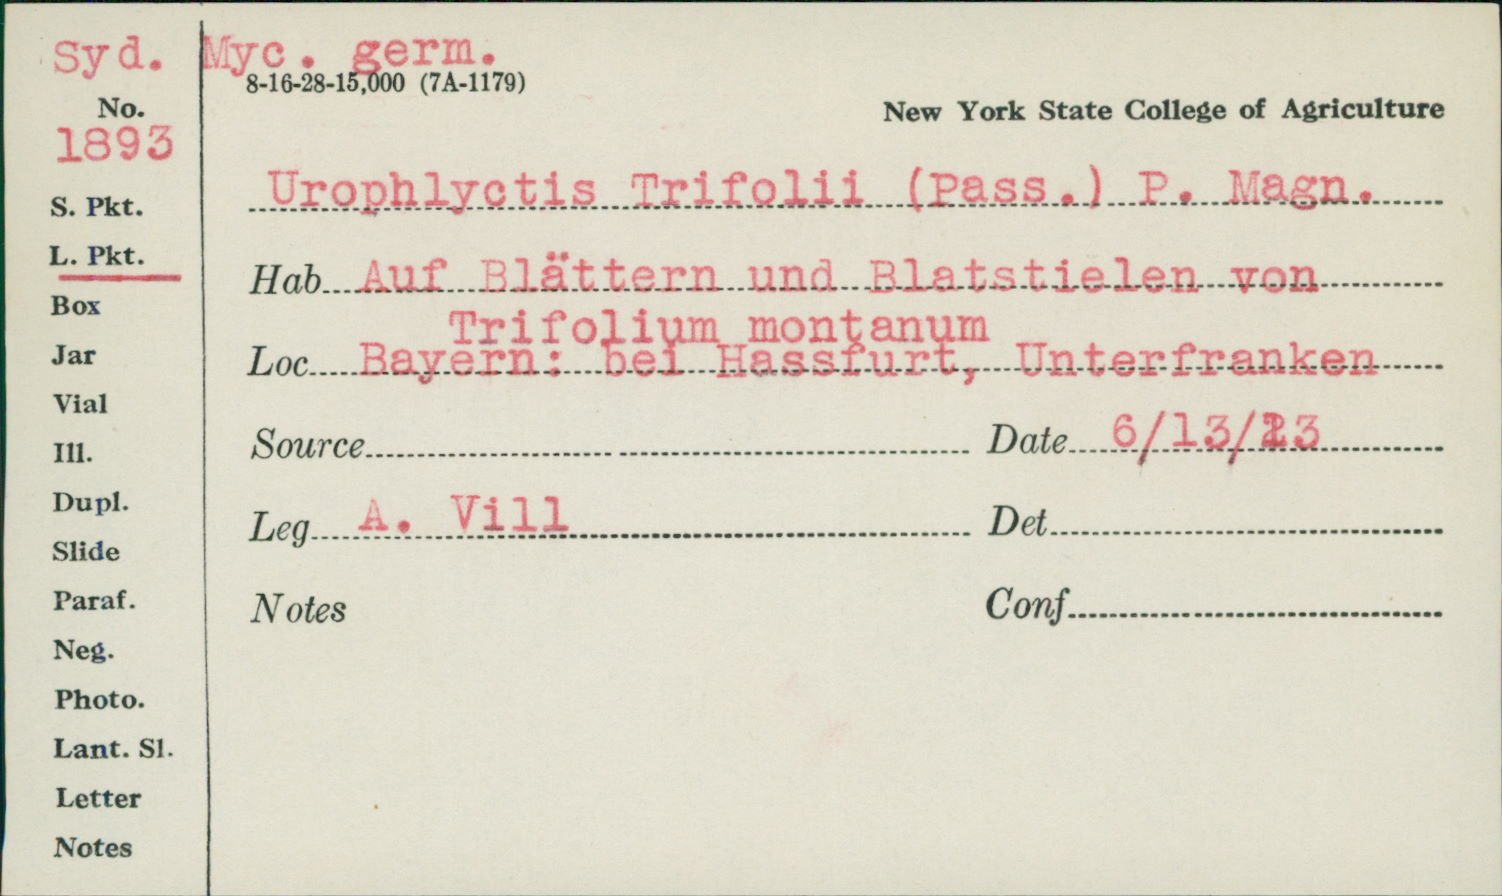 Syd. Myc. germ.
8-16-28-15,000 (7A-1179)
No.
1893
New York State College of Agriculture
Urophlyctis Trifolii (Pass.) P. Magn.
S. Pkt.
L. Pkt.
Hab Auf Blättern und Blatstielen von
Trifolium montanum
Box
Jar
Loc Bayern: bei Hassfurt, Unterfranken
Vial
Source Date 6/13/
Ill.
Dupl.
Leg A. Vill Det
Slide
Paraf.
Notes Conf
Neg.
Photo.
Lant. Sl.
Letter
Notes